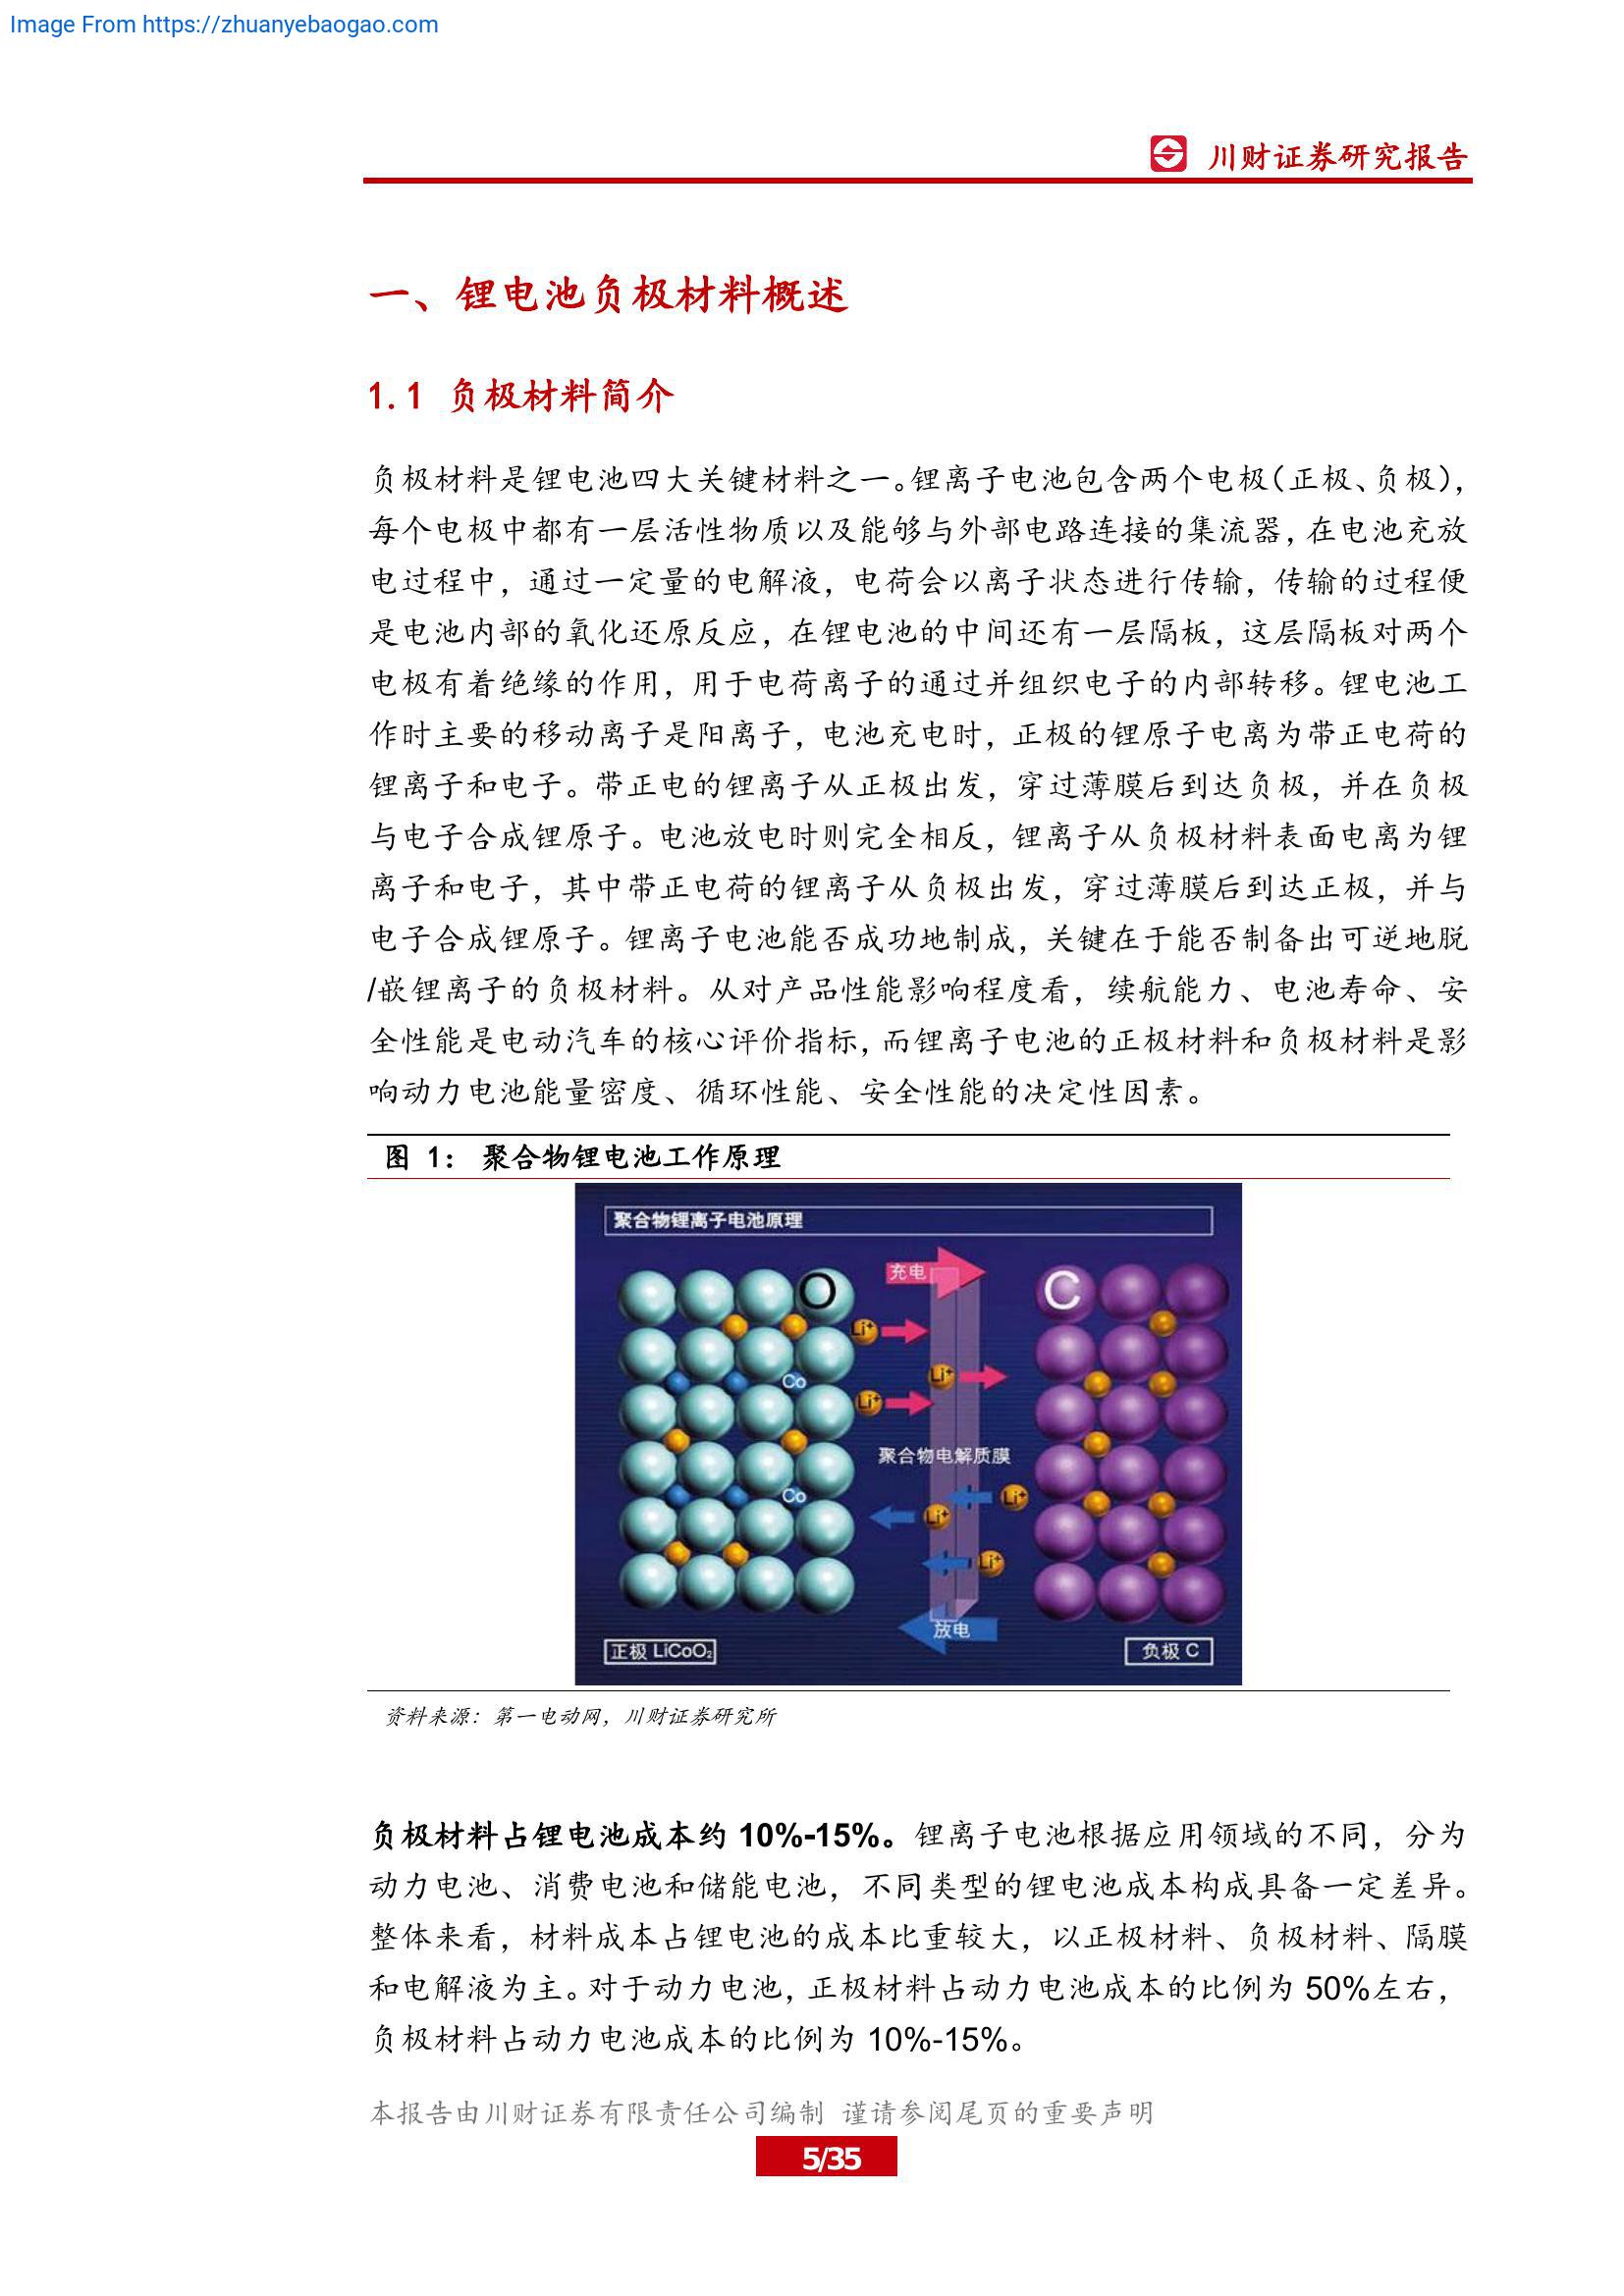 Image From https://zhuanyebaogao.com
川财证券研究报告
一、锂电池负极材料概述
1.1 负极材料简介
负极材料是锂电池四大关键材料之一。锂离子电池包含两个电极（正极、负极），
每个电极中都有一层活性物质以及能够与外部电路连接的集流器，在电池充放
电过程中，通过一定量的电解液，电荷会以离子状态进行传输，传输的过程便
是电池内部的氧化还原反应，在锂电池的中间还有一层隔板，这层隔板对两个
电极有着绝缘的作用，用于电荷离子的通过并组织电子的内部转移。锂电池工
作时主要的移动离子是阳离子，电池充电时，正极的锂原子电离为带正电荷的
锂离子和电子。带正电的锂离子从正极出发，穿过薄膜后到达负极，并在负极
与电子合成锂原子。电池放电时则完全相反，锂离子从负极材料表面电离为锂
离子和电子，其中带正电荷的锂离子从负极出发，穿过薄膜后到达正极，并与
电子合成锂原子。锂离子电池能否成功地制成，关键在于能否制备出可逆地脱
/嵌锂离子的负极材料。从对产品性能影响程度看，续航能力、电池寿命、安
全性能是电动汽车的核心评价指标，而锂离子电池的正极材料和负极材料是影
响动力电池能量密度、循环性能、安全性能的决定性因素。
图 1： 聚合物锂电池工作原理
聚合物锂离子电池原理
充电
O
C
Li+
Li+
Co
Li+
聚合物电解质膜
Co
Li+
Li+
Li+
放电
正极 LiCoO₂
负极 C
资料来源：第一电动网，川财证券研究所
负极材料占锂电池成本约 10%-15%。锂离子电池根据应用领域的不同，分为
动力电池、消费电池和储能电池，不同类型的锂电池成本构成具备一定差异。
整体来看，材料成本占锂电池的成本比重较大，以正极材料、负极材料、隔膜
和电解液为主。对于动力电池，正极材料占动力电池成本的比例为 50%左右，
负极材料占动力电池成本的比例为 10%-15%。
本报告由川财证券有限责任公司编制 谨请参阅尾页的重要声明
5/35